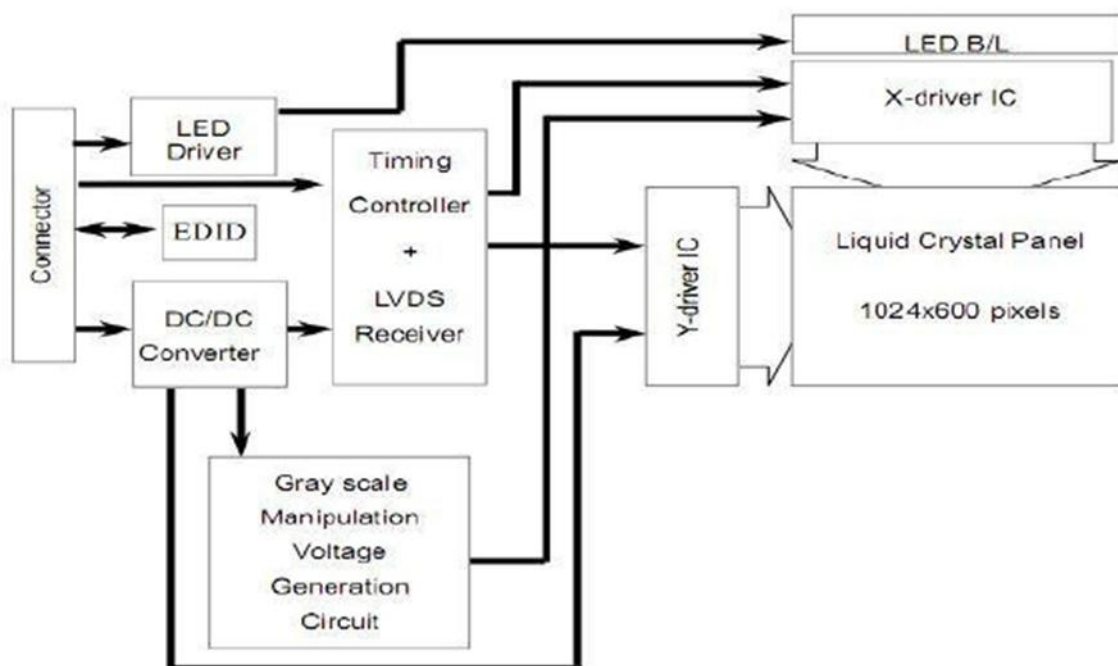 LED B/L
X-driver IC
LED
Driver
Timing
Controller
+
LVDS
Receiver
Connector
EDID
Y-driver IC
Liquid Crystal Panel
1024x600 pixels
DC/DC
Converter
Gray scale
Manipulation
Voltage
Generation
Circuit